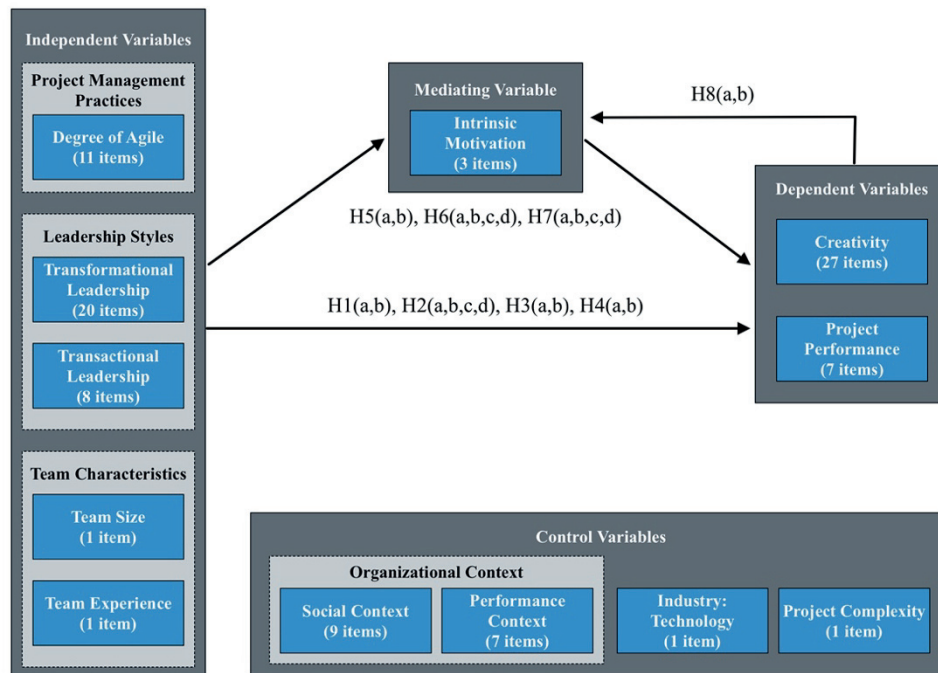 Independent Variables
Project Management
Practices
Degree of Agile
(11 items)
Leadership Styles
Transformational
Leadership
(20 items)
Transactional
Leadership
(8 items)
Team Characteristics
Team Size
(1 item)
Team Experience
(1 item)
Mediating Variable
Intrinsic
Motivation
(3 items)
H8(a,b)
H5(a,b), H6(a,b,c,d), H7(a,b,c,d)
H1(a,b), H2(a,b,c,d), H3(a,b), H4(a,b)
Dependent Variables
Creativity
(27 items)
Project
Performance
(7 items)
Control Variables
Organizational Context
Social Context
(9 items)
Performance
Context
(7 items)
Industry:
Technology
(1 item)
Project Complexity
(1 item)